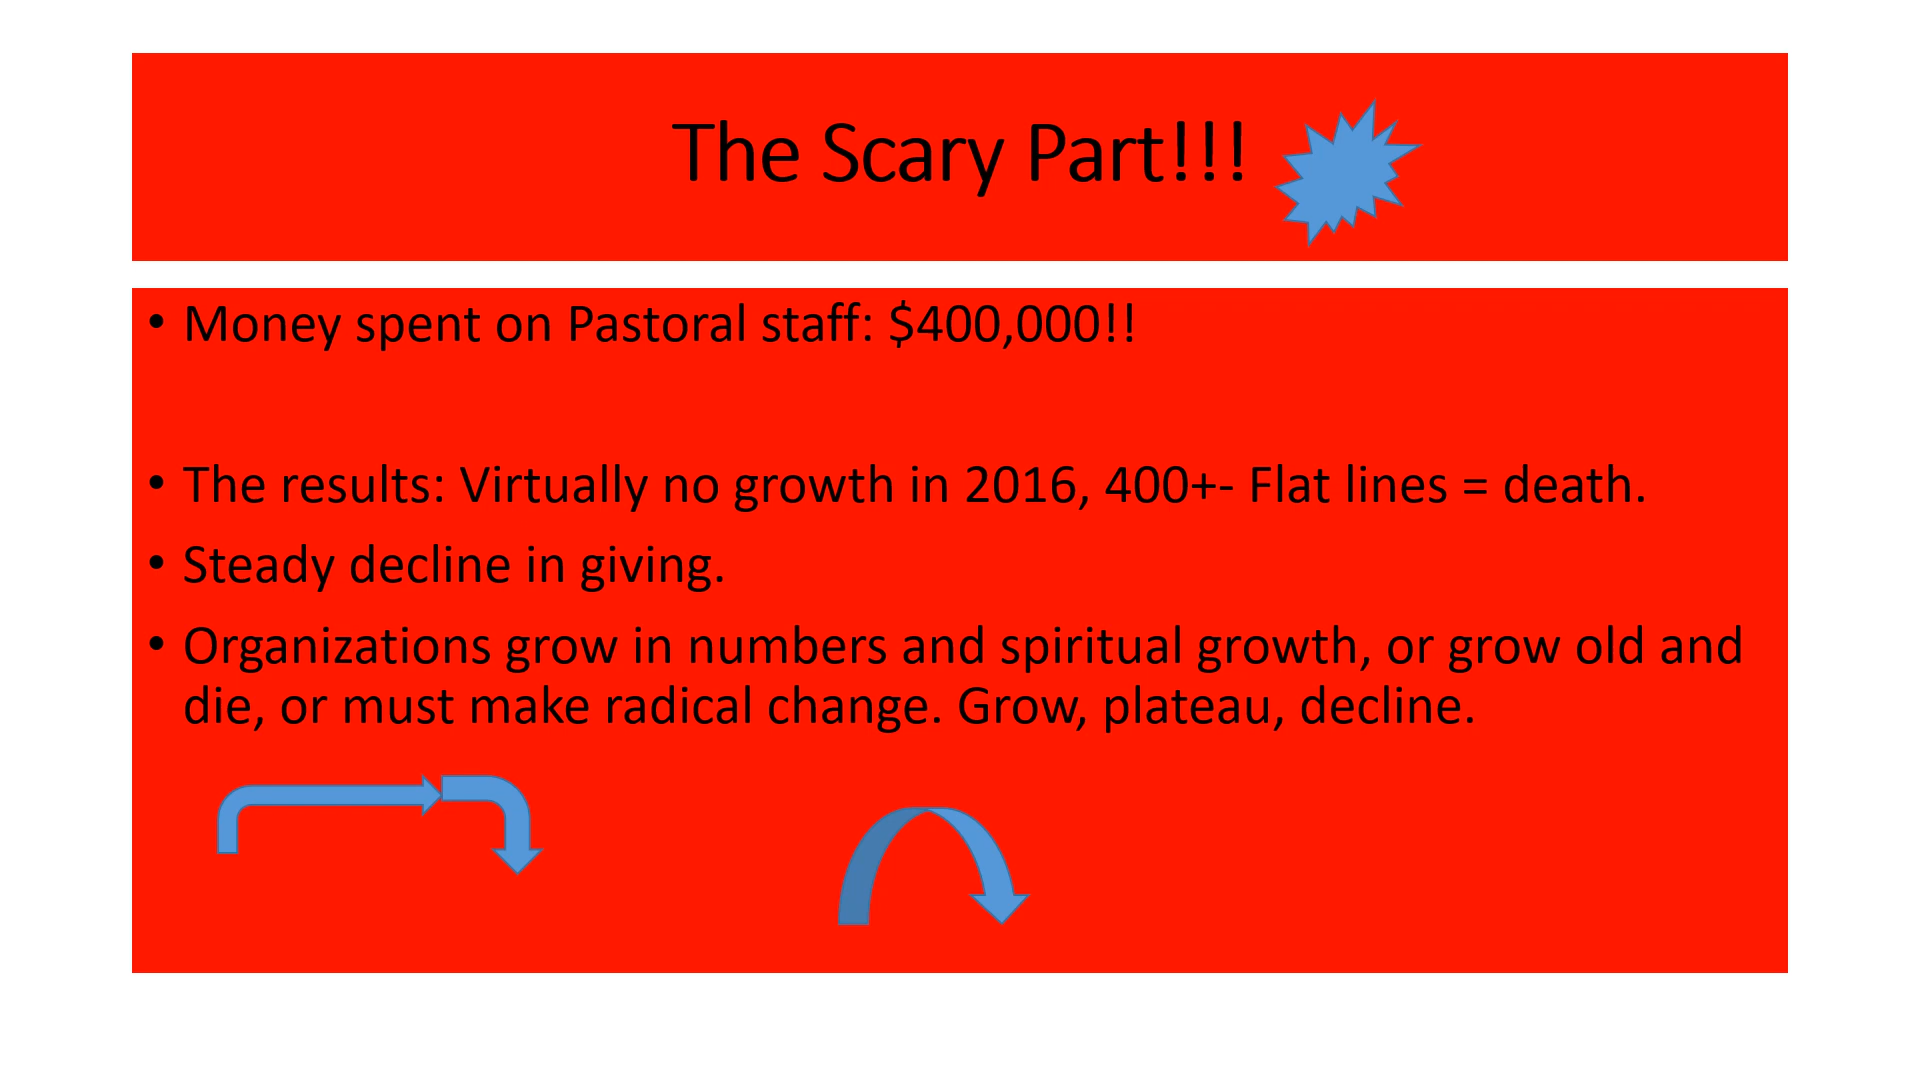 The Scary Part!!!
• Money spent on Pastoral staff: $400,000!!
• The results: Virtually no growth in 2016, 400+- Flat lines = death.
• Steady decline in giving.
• Organizations grow in numbers and spiritual growth, or grow old and
die, or must make radical change. Grow, plateau, decline.